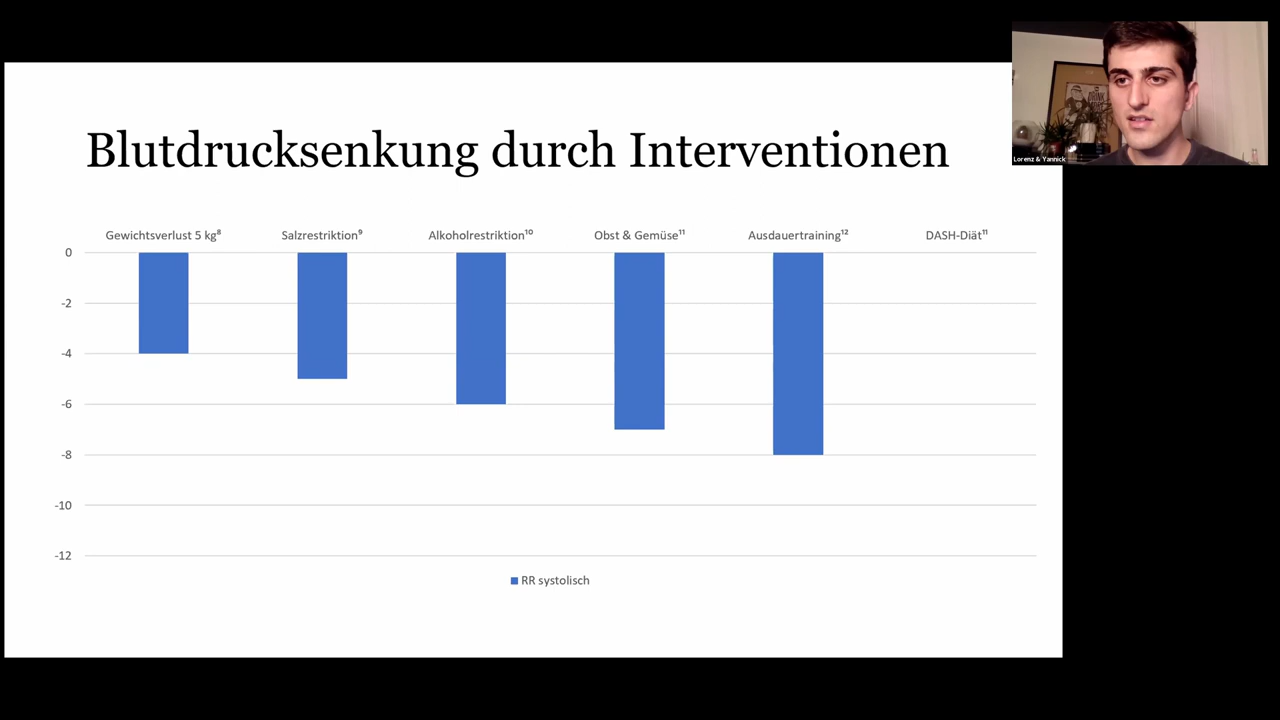 Blutdrucksenkung durch Interventionen
Gewichtsverlust 5 kg⁸
Salzrestriktion⁹
Alkoholrestriktion¹⁰
Obst & Gemüse¹¹
Ausdauertraining¹²
DASH-Diät¹¹
0
-2
-4
-6
-8
-10
-12
RR systolisch
DRINK
Lorenz & Yannick